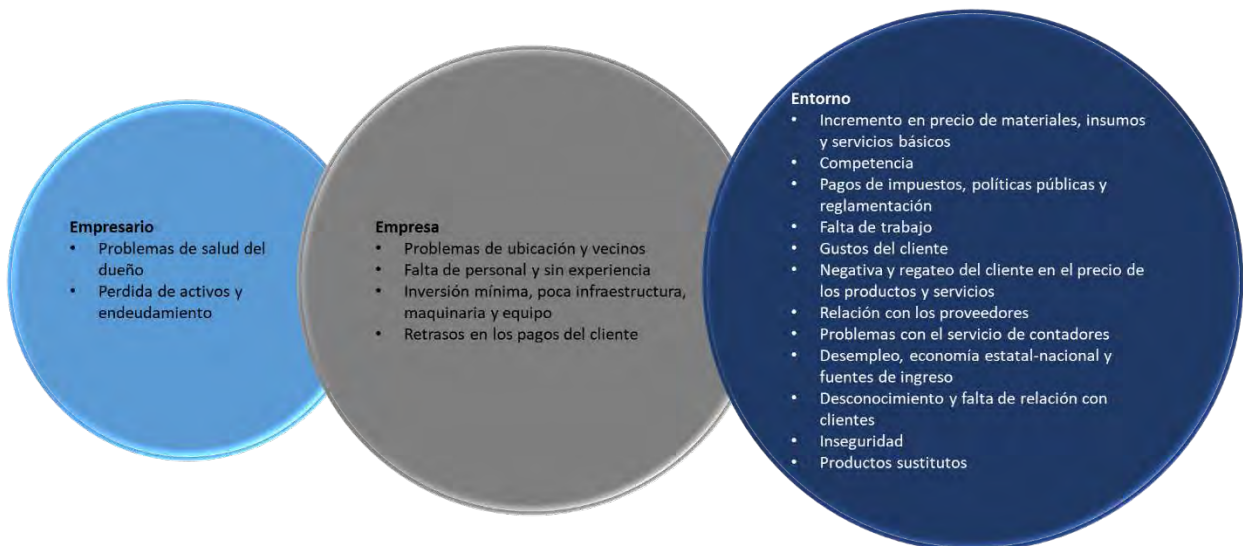 Empresario
• Problemas de salud del
dueño
• Perdida de activos y
endeudamiento
Empresa
• Problemas de ubicación y vecinos
• Falta de personal y sin experiencia
• Inversión mínima, poca infraestructura,
maquinaria y equipo
• Retrasos en los pagos del cliente
Entorno
• Incremento en precio de materiales, insumos
y servicios básicos
• Competencia
• Pagos de impuestos, políticas públicas y
reglamentación
• Falta de trabajo
• Gustos del cliente
• Negativa y regateo del cliente en el precio de
los productos y servicios
• Relación con los proveedores
• Problemas con el servicio de contadores
• Desempleo, economía estatal-nacional y
fuentes de ingreso
• Desconocimiento y falta de relación con
clientes
• Inseguridad
• Productos sustitutos